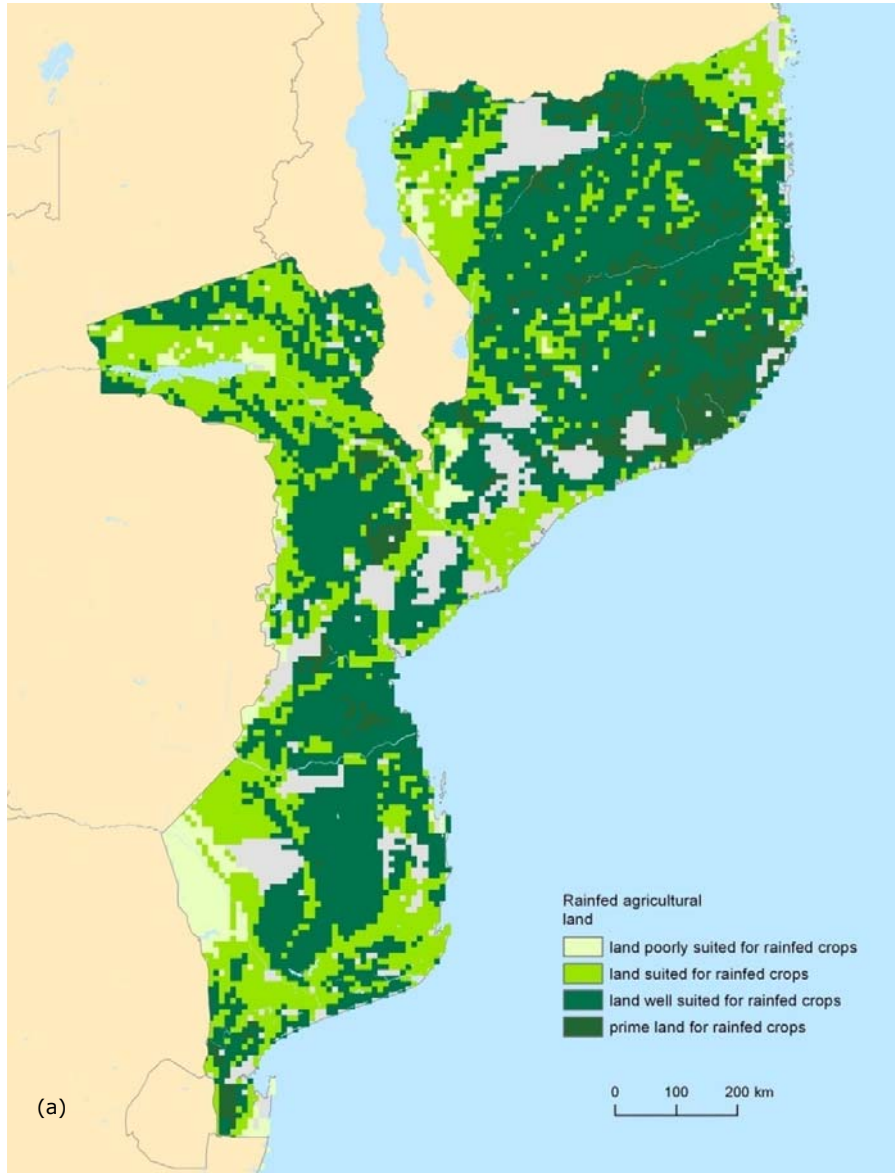 Rainfed agricultural
land
land poorly suited for rainfed crops
land suited for rainfed crops
land well suited for rainfed crops
prime land for rainfed crops
(a)
0 100 200 km